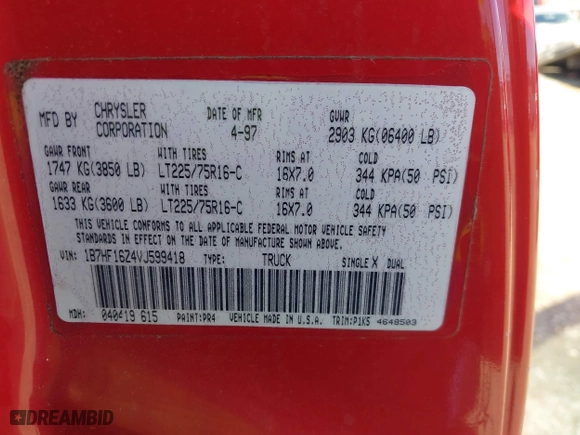 MFD BY CHRYSLER CORPORATION DATE OF MFR 4-97 GVWR 2903 KG(06400 LB)
GAWR FRONT WITH TIRES RIMS AT COLD
1747 KG(3850 LB) LT225/75R16-C 16X7.0 344 KPA(50 PSI)
GAWR REAR WITH TIRES RIMS AT COLD
1633 KG(3600 LB) LT225/75R16-C 16X7.0 344 KPA(50 PSI)
THIS VEHICLE CONFORMS TO ALL APPLICABLE FEDERAL MOTOR VEHICLE SAFETY
STANDARDS IN EFFECT ON THE DATE OF MANUFACTURE SHOWN ABOVE.
VIN: 1B7HF16Z4VJ599418 TYPE: TRUCK SINGLE X DUAL
MDH: 040419 615 PAINT:PR4 VEHICLE MADE IN U.S.A. TRIM:P1K5 4648503
DREAMBID